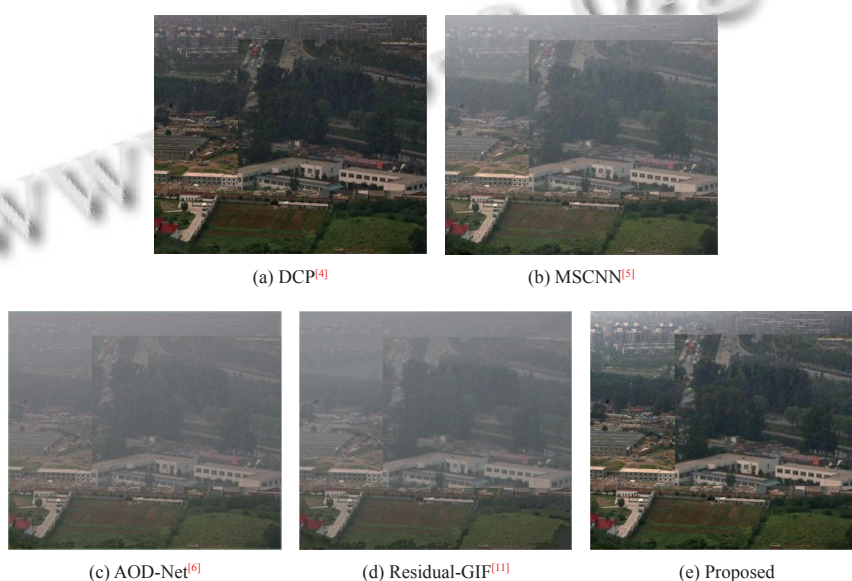 (a) DCP[4]
(b) MSCNN[5]
(c) AOD-Net[6]
(d) Residual-GIF[11]
(e) Proposed